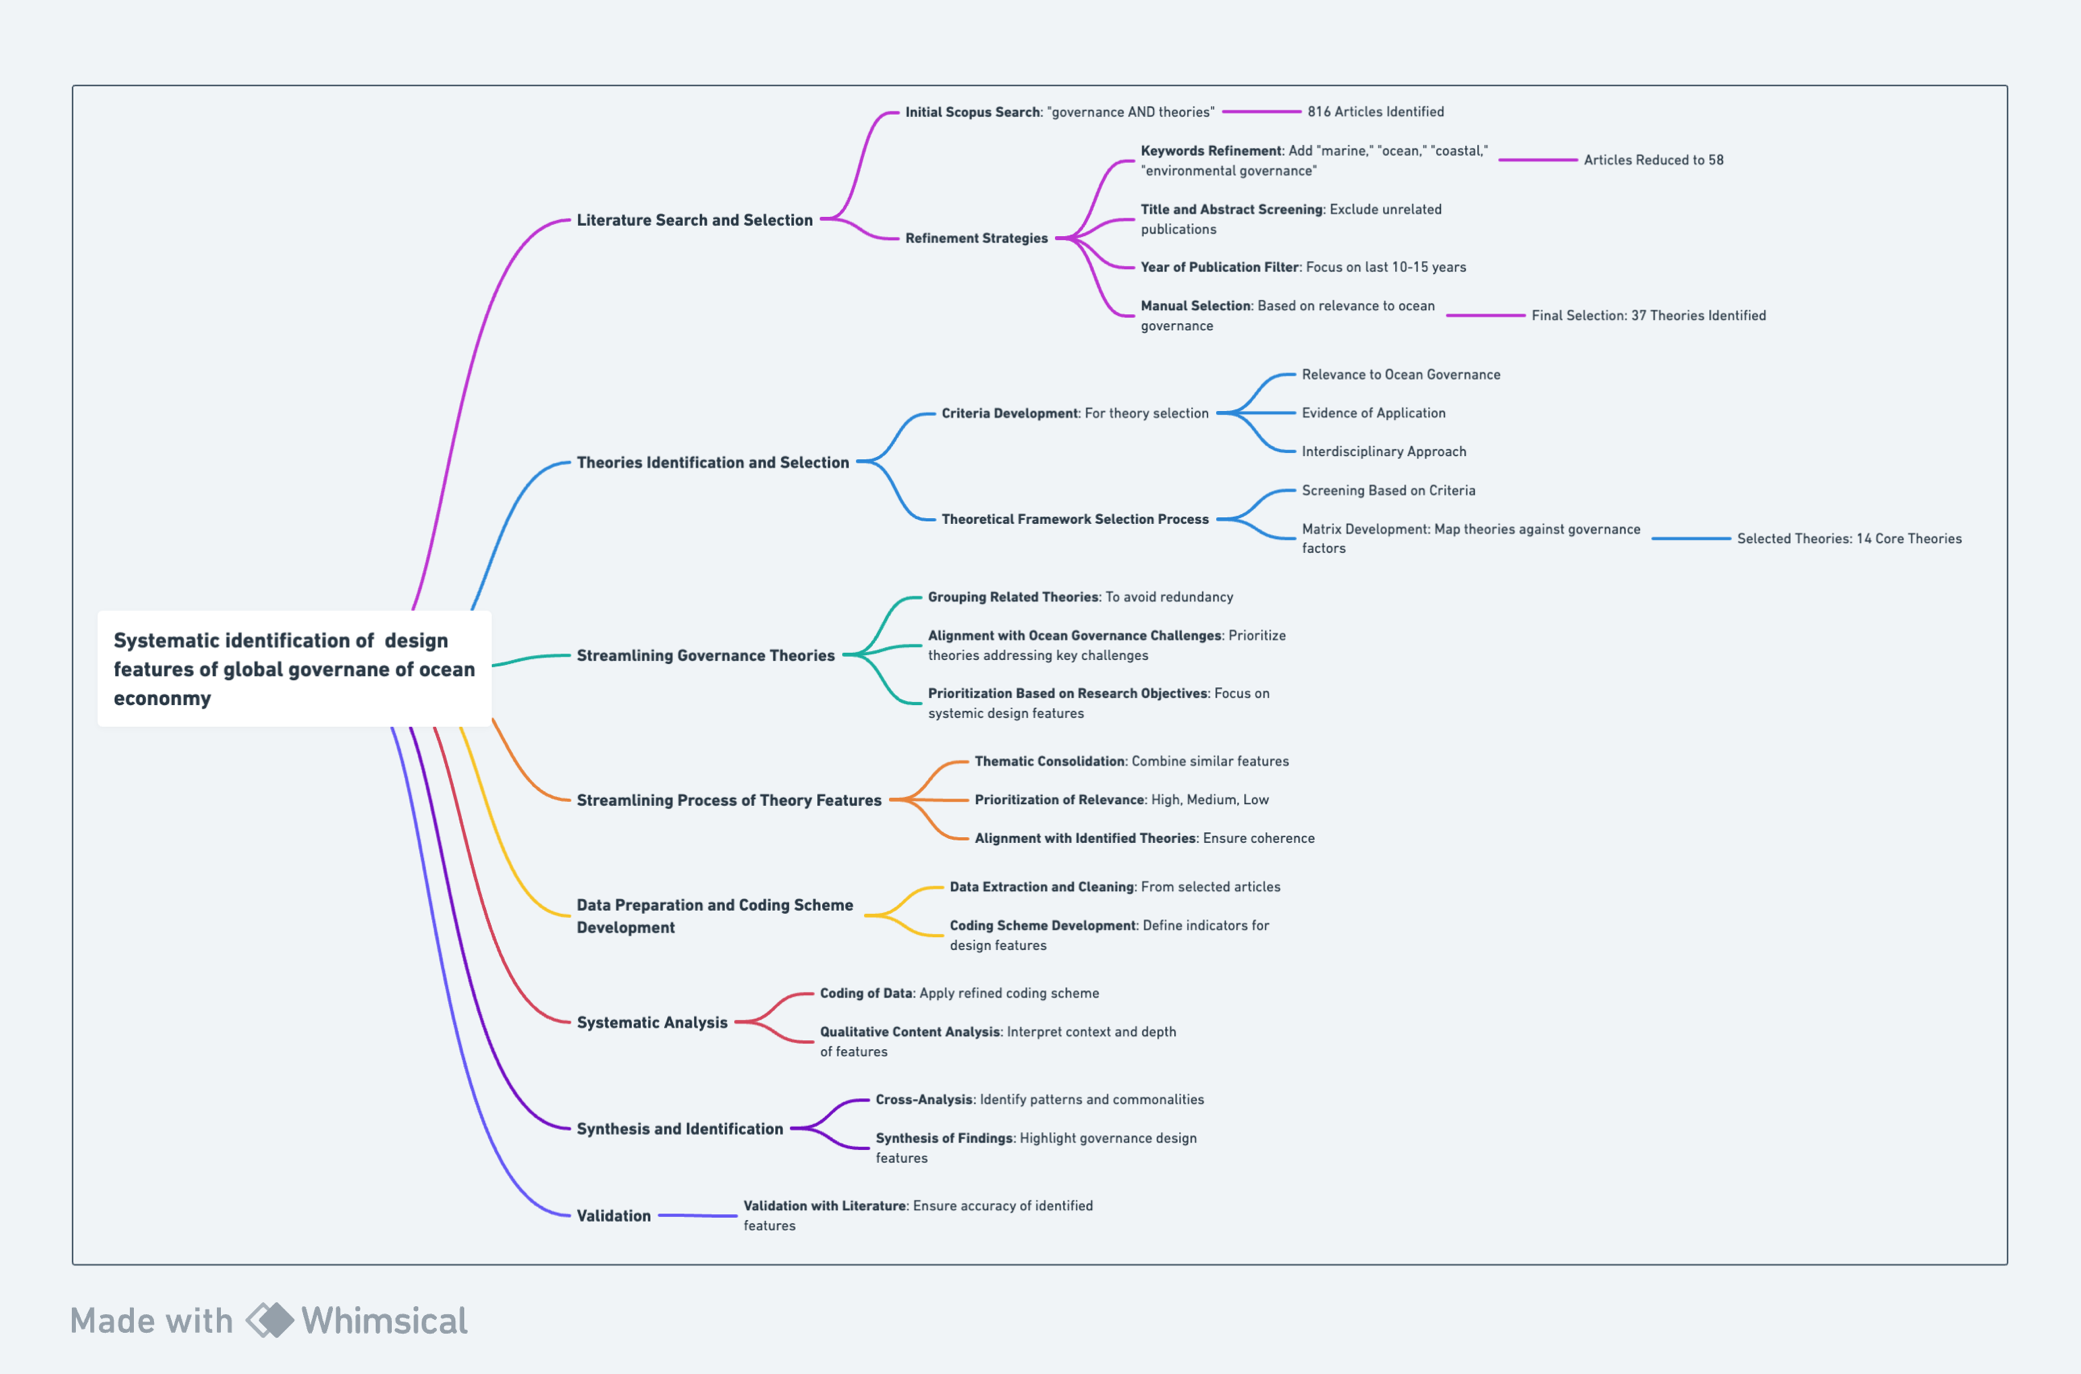 Initial Scopus Search: "governance AND theories"
816 Articles Identified
Keywords Refinement: Add "marine," "ocean," "coastal,"
"environmental governance"
Articles Reduced to 58
Title and Abstract Screening: Exclude unrelated
publications
Literature Search and Selection
Refinement Strategies
Year of Publication Filter: Focus on last 10-15 years
Manual Selection: Based on relevance to ocean
governance
Final Selection: 37 Theories Identified
Relevance to Ocean Governance
Criteria Development: For theory selection
Evidence of Application
Interdisciplinary Approach
Theories Identification and Selection
Screening Based on Criteria
Theoretical Framework Selection Process
Matrix Development: Map theories against governance
factors
Selected Theories: 14 Core Theories
Grouping Related Theories: To avoid redundancy
Alignment with Ocean Governance Challenges: Prioritize
theories addressing key challenges
Streamlining Governance Theories
Prioritization Based on Research Objectives: Focus on
systemic design features
Systematic identification of  design
features of global governane of ocean
econonmy
Thematic Consolidation: Combine similar features
Streamlining Process of Theory Features
Prioritization of Relevance: High, Medium, Low
Alignment with Identified Theories: Ensure coherence
Data Extraction and Cleaning: From selected articles
Data Preparation and Coding Scheme
Development
Coding Scheme Development: Define indicators for
design features
Coding of Data: Apply refined coding scheme
Systematic Analysis
Qualitative Content Analysis: Interpret context and depth
of features
Cross-Analysis: Identify patterns and commonalities
Synthesis and Identification
Synthesis of Findings: Highlight governance design
features
Validation
Validation with Literature: Ensure accuracy of identified
features
Made with Whimsical